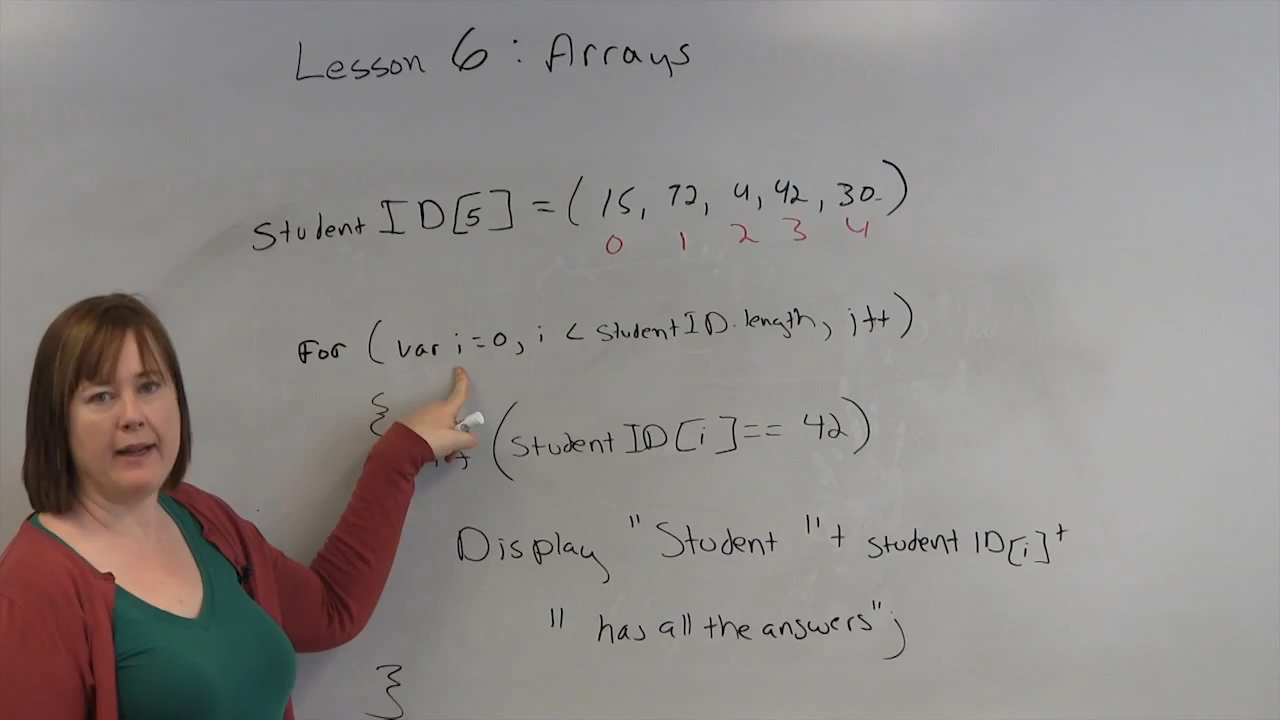 Lesson 6 : Arrays
Student ID[5] = (15, 72, 4, 42, 30)
0 1 2 3 4
For (var i=0, i < studentID.length, i++)
{
if (student ID[i] == 42)
Display "Student " + student ID[i] +
" has all the answers";
}